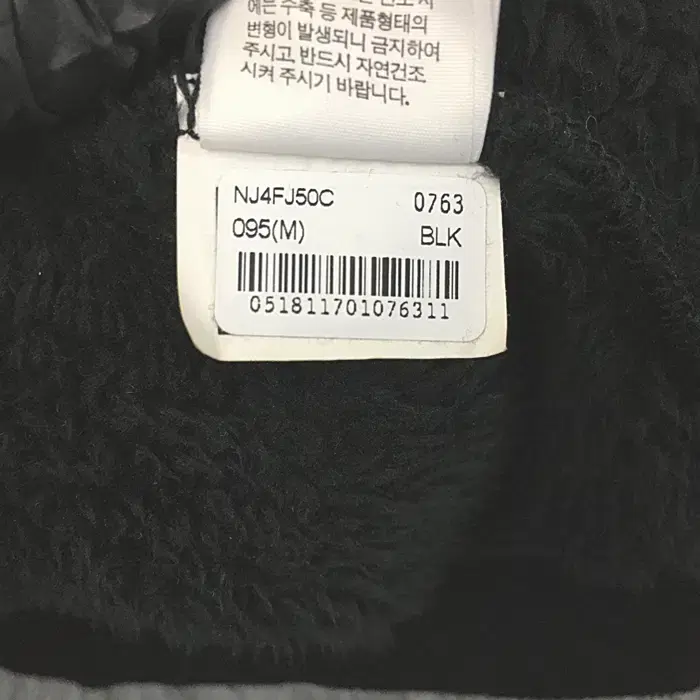 에는 수축 등 제품형태의
변형이 발생되니 금지하여
주시고, 반드시 자연건조
시켜 주시기 바랍니다.
NJ4FJ50C 0763
095(M) BLK
051811701076311